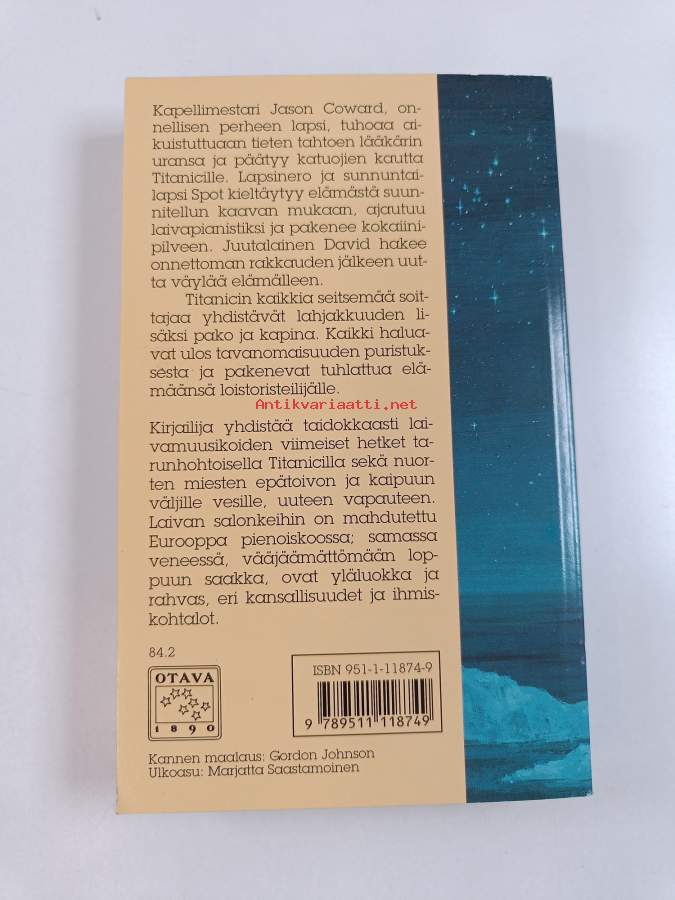 Kapellimestari Jason Coward, on-
nellisen perheen lapsi, tuhoaa ai-
kuistuttuaan tieten tahtoen lääkärin
uransa ja päätyy katuojien kautta
Titanicille. Lapsinero ja sunnuntai-
lapsi Spot kieltäytyy elämästä suun-
nitellun kaavan mukaan, ajautuu
laivapianistiksi ja pakenee kokaiini-
pilveen. Juutalainen David hakee
onnettoman rakkauden jälkeen uut-
ta väylää elämälleen.
Titanicin kaikkia seitsemää soit-
tajaa yhdistävät lahjakkuuden li-
säksi pako ja kapina. Kaikki halua-
vat ulos tavanomaisuuden puristuk-
sesta ja pakenevat tuhlattua elä-
määnsä loistoristeilijälle.
Antikvariaatti.net
Kirjailija yhdistää taidokkaasti lai-
vamuusikoiden viimeiset hetket ta-
runhohtoisella Titanicilla sekä nuor-
ten miesten epätoivon ja kaipuun
väljille vesille, uuteen vapauteen.
Laivan salonkeihin on mahdutettu
Eurooppa pienoiskoossa; samassa
veneessä, vääjäämättömään lop-
puun saakka, ovat yläluokka ja
rahvas, eri kansallisuudet ja ihmis-
kohtalot.
84.2
OTAVA
1890
ISBN 951-1-11874-9
9 789511 118749
Kannen maalaus: Gordon Johnson
Ulkoasu: Marjatta Saastamoinen